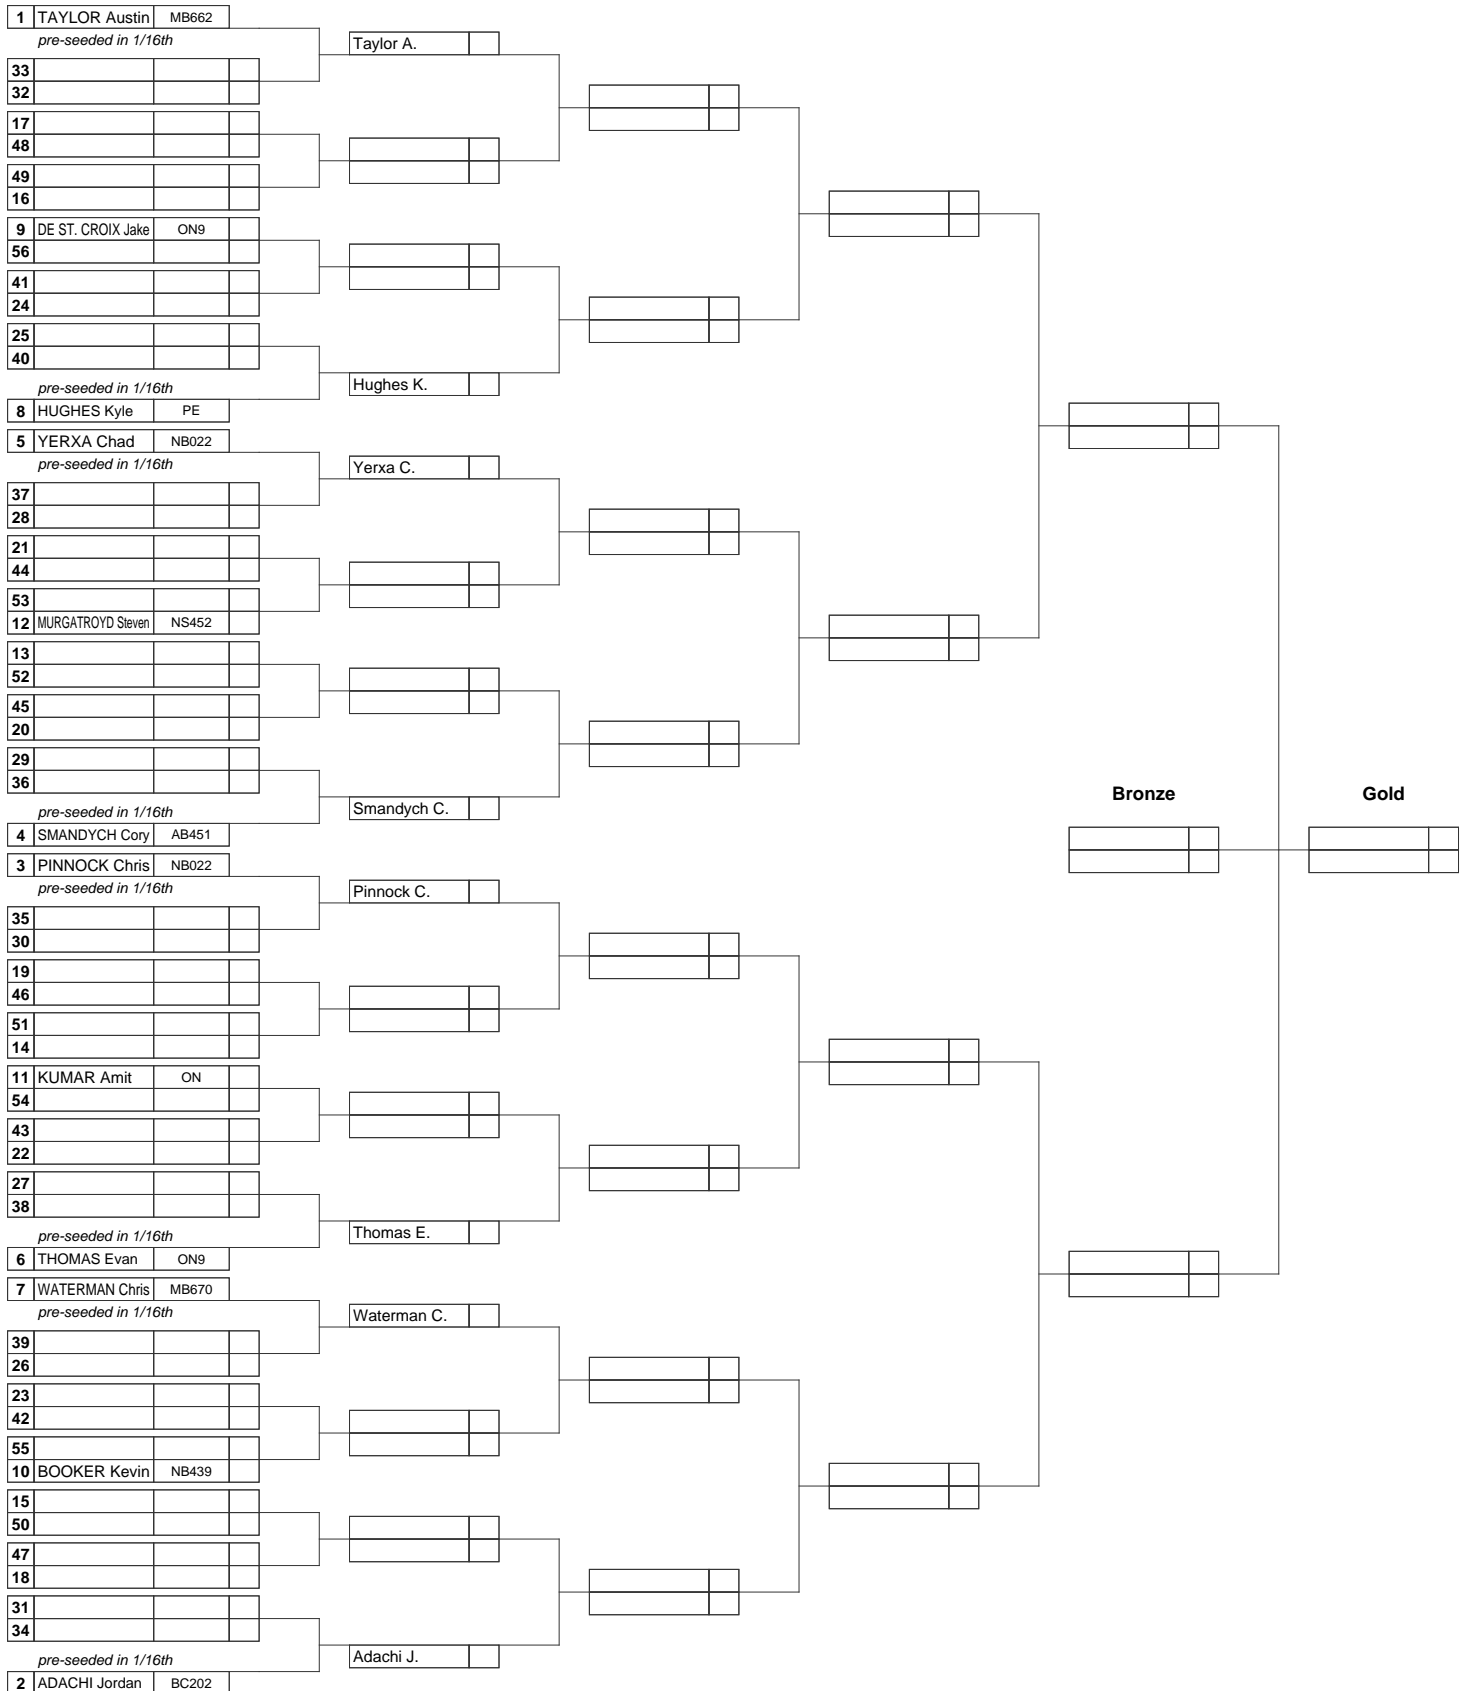 1 TAYLOR Austin MB662
pre-seeded in 1/16th
Taylor A.
33
32
17
48
49
16
9 DE ST. CROIX Jake ON9
56
41
24
25
40
pre-seeded in 1/16th
Hughes K.
8 HUGHES Kyle PE
5 YERXA Chad NB022
pre-seeded in 1/16th
Yerxa C.
37
28
21
44
53
12 MURGATROYD Steven NS452
13
52
45
20
29
36
Bronze Gold
pre-seeded in 1/16th
Smandych C.
4 SMANDYCH Cory AB451
3 PINNOCK Chris NB022
pre-seeded in 1/16th
Pinnock C.
35
30
19
46
51
14
11 KUMAR Amit ON
54
43
22
27
38
pre-seeded in 1/16th
Thomas E.
6 THOMAS Evan ON9
7 WATERMAN Chris MB670
pre-seeded in 1/16th
Waterman C.
39
26
23
42
55
10 BOOKER Kevin NB439
15
50
47
18
31
34
pre-seeded in 1/16th
Adachi J.
2 ADACHI Jordan BC202